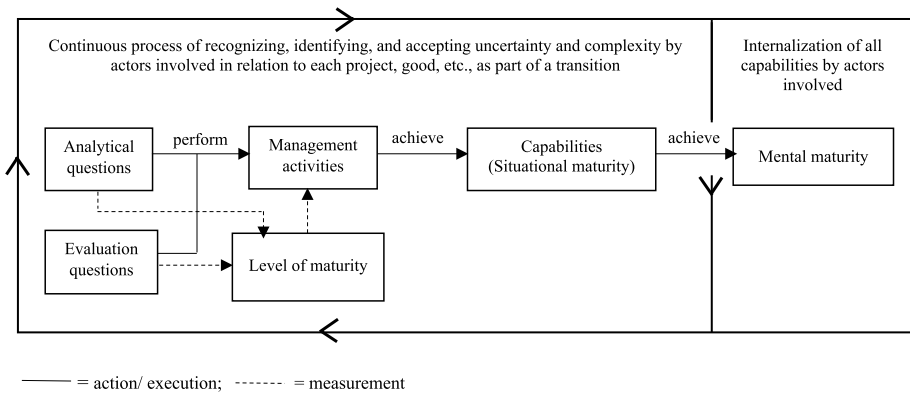 Continuous process of recognizing, identifying, and accepting uncertainty and complexity by
actors involved in relation to each project, good, etc., as part of a transition
Internalization of all
capabilities by actors
involved
Analytical
questions
perform
Management
activities
achieve
Capabilities
(Situational maturity)
achieve
Mental maturity
Evaluation
questions
Level of maturity
= action/ execution;
= measurement